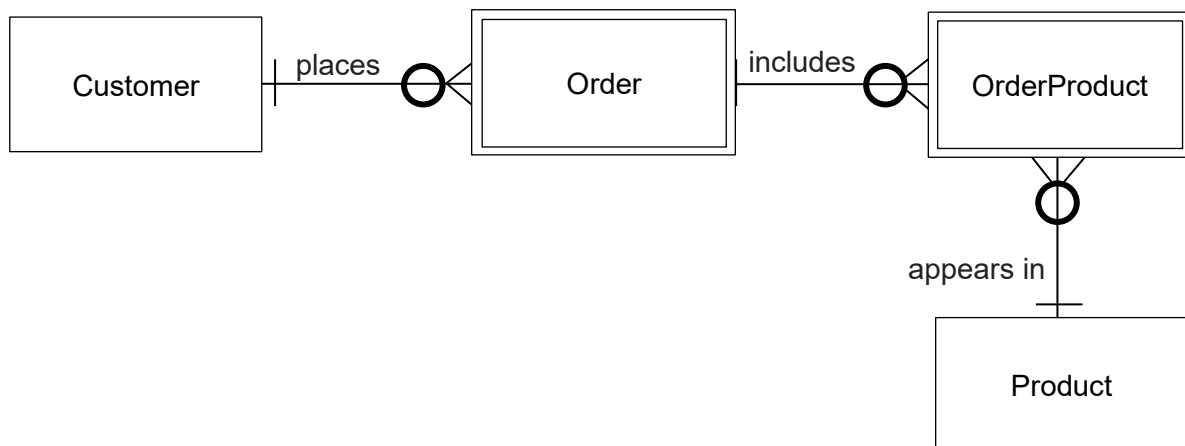 Customer
places
Order
includes
OrderProduct
appears in
Product